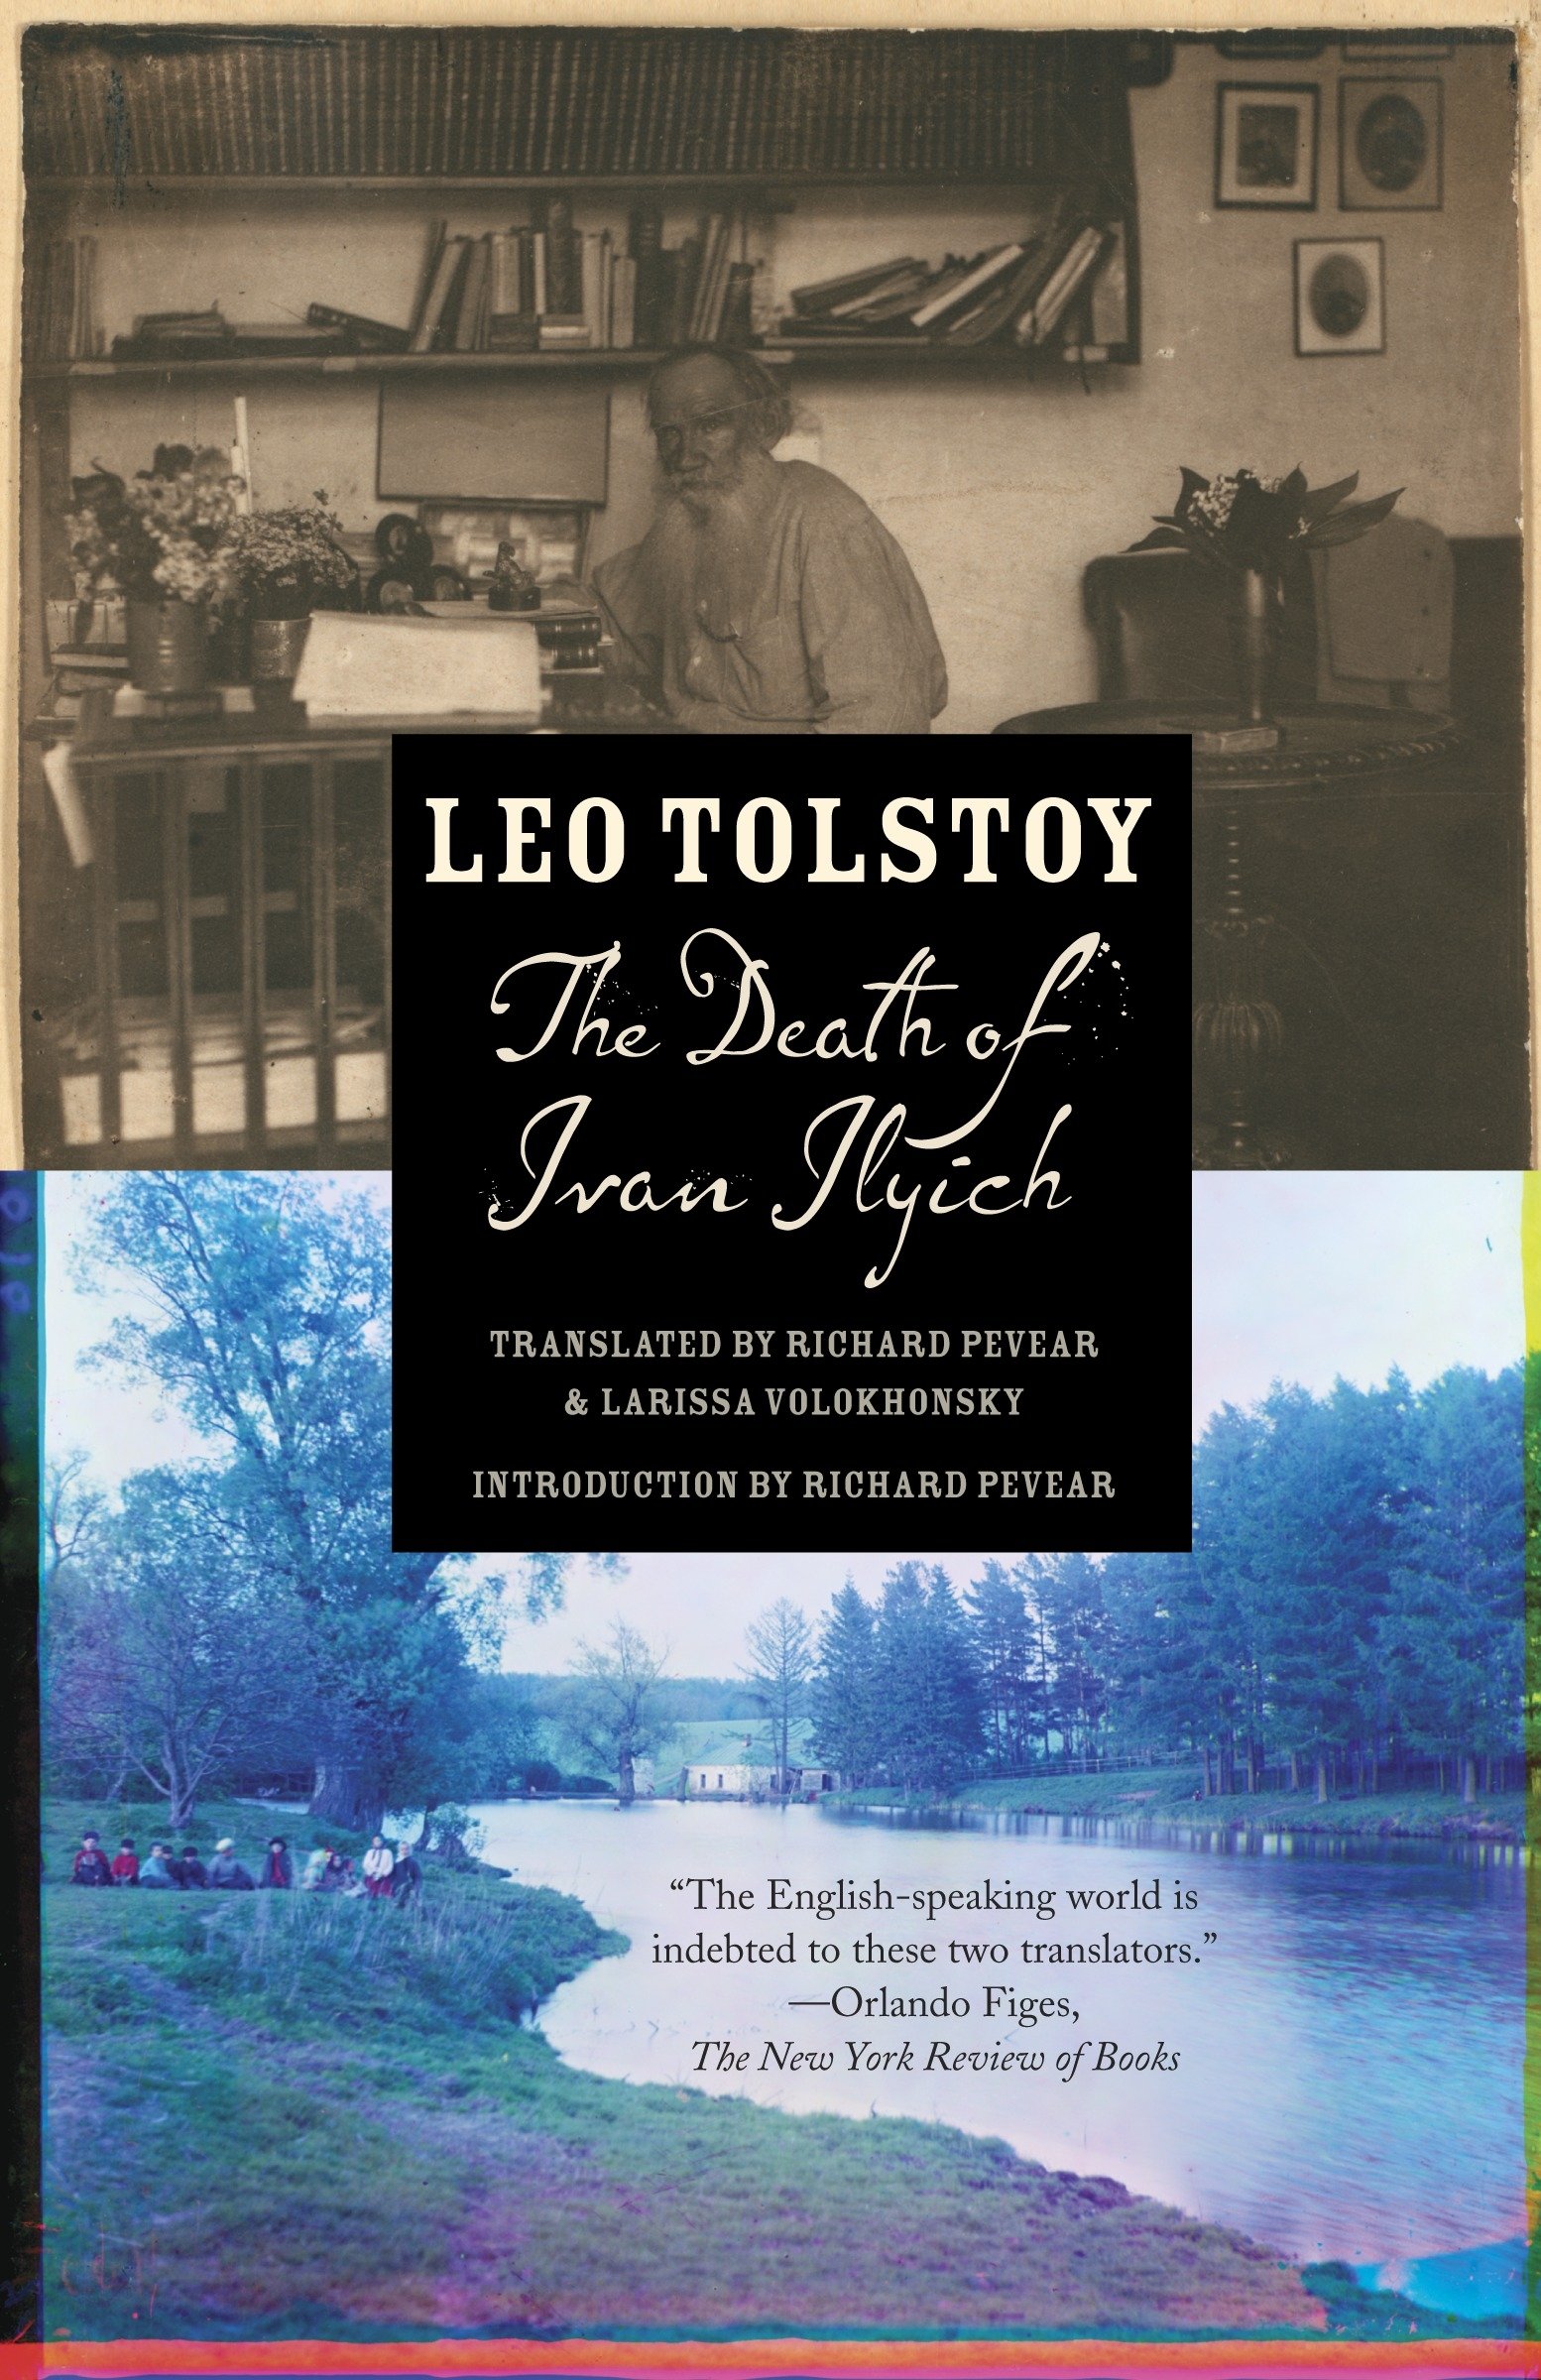 LEO TOLSTOY
The Death of
Ivan Ilyich
TRANSLATED BY RICHARD PEVEAR
& LARISSA VOLOKHONSKY
INTRODUCTION BY RICHARD PEVEAR
“The English-speaking world is
indebted to these two translators.”
—Orlando Figes,
The New York Review of Books